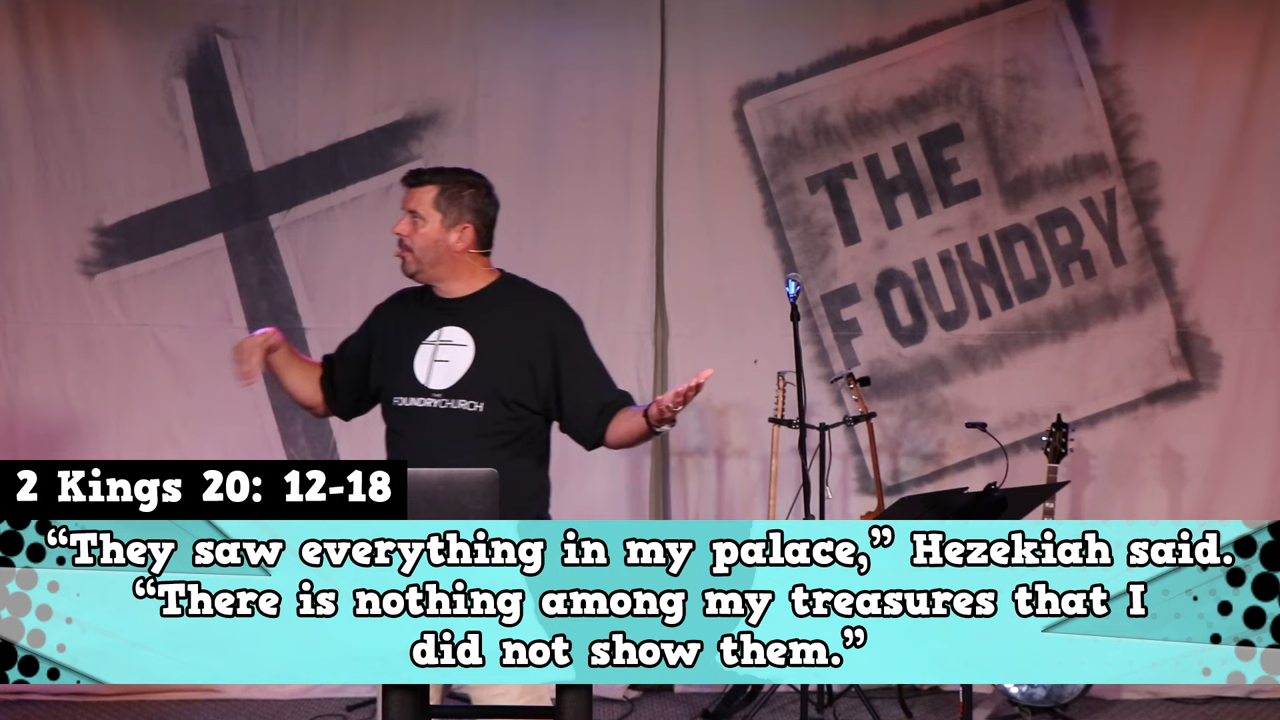 THE
FOUNDRY
F
THE
FOUNDRYCHURCH
2 Kings 20: 12-18
“They saw everything in my palace,” Hezekiah said.
“There is nothing among my treasures that I
did not show them.”